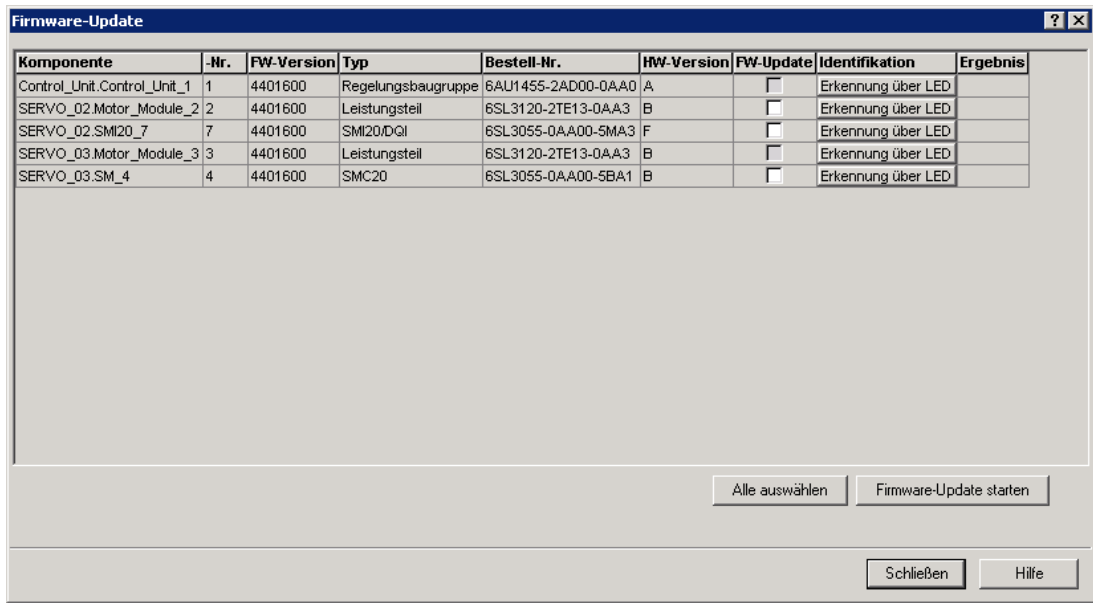 Firmware-Update
Komponente -Nr. FW-Version Typ Bestell-Nr. HW-Version FW-Update Identifikation Ergebnis
Control_Unit.Control_Unit_1 1 4401600 Regelungsbaugruppe 6AU1455-2AD00-0AA0 A Erkennung über LED
SERVO_02.Motor_Module_2 2 4401600 Leistungsteil 6SL3120-2TE13-0AA3 B Erkennung über LED
SERVO_02.SMI20_7 7 4401600 SMI20/DQI 6SL3055-0AA00-5MA3 F Erkennung über LED
SERVO_03.Motor_Module_3 3 4401600 Leistungsteil 6SL3120-2TE13-0AA3 B Erkennung über LED
SERVO_03.SM_4 4 4401600 SMC20 6SL3055-0AA00-5BA1 B Erkennung über LED
Alle auswählen Firmware-Update starten
Schließen Hilfe